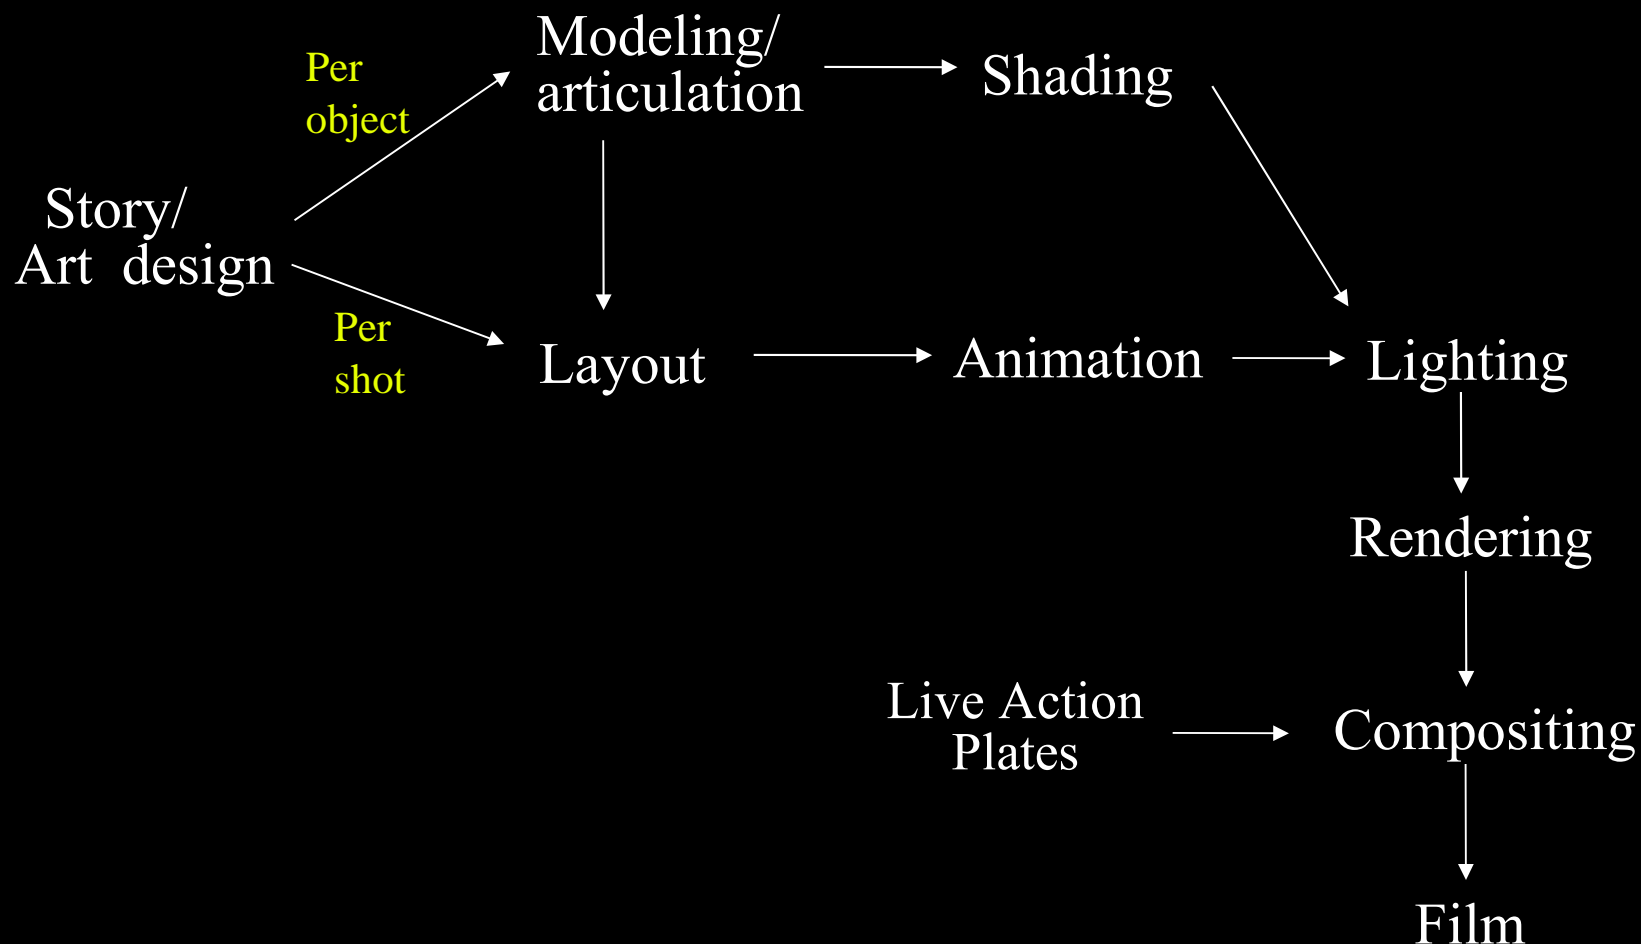 Per
object
Modeling/
articulation
Shading
Story/
Art design
Per
shot
Layout
Animation
Lighting
Rendering
Live Action
Plates
Compositing
Film